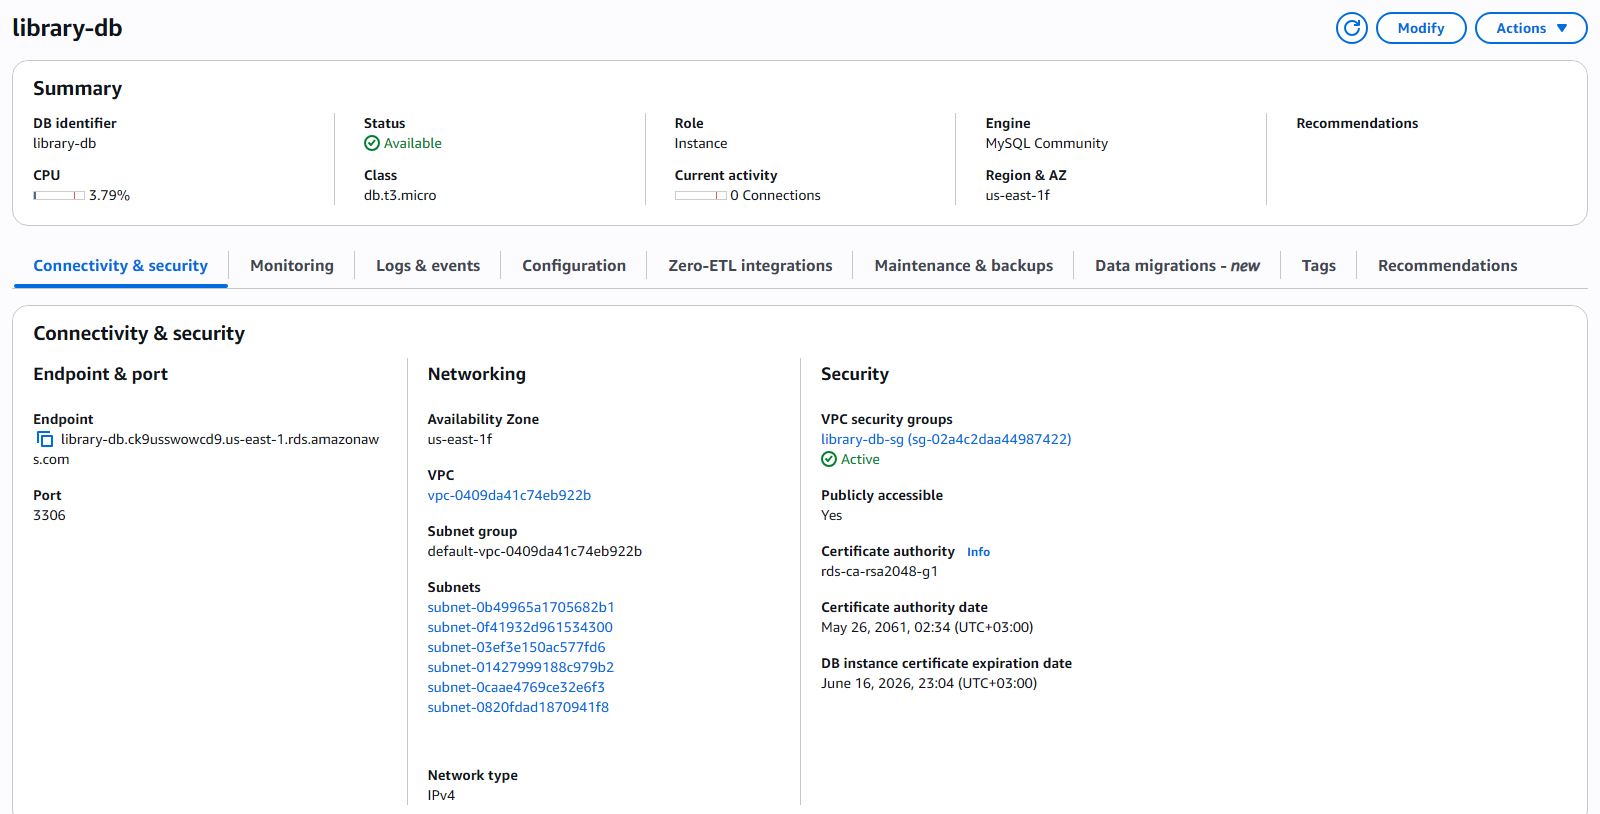 library-db
Modify
Actions
Summary
DB identifier
library-db
Status
Available
Role
Instance
Engine
MySQL Community
Recommendations
CPU
3.79%
Class
db.t3.micro
Current activity
0 Connections
Region & AZ
us-east-1f
Connectivity & security
Monitoring
Logs & events
Configuration
Zero-ETL integrations
Maintenance & backups
Data migrations - new
Tags
Recommendations
Connectivity & security
Endpoint & port
Endpoint
library-db.ck9usswowcd9.us-east-1.rds.amazonaw
s.com
Port
3306
Networking
Availability Zone
us-east-1f
VPC
vpc-0409da41c74eb922b
Subnet group
default-vpc-0409da41c74eb922b
Subnets
subnet-0b49965a1705682b1
subnet-0f41932d961534300
subnet-03ef3e150ac577fd6
subnet-01427999188c979b2
subnet-0caae4769ce32e6f3
subnet-0820fdad1870941f8
Network type
IPv4
Security
VPC security groups
library-db-sg (sg-02a4c2daa44987422)
Active
Publicly accessible
Yes
Certificate authority Info
rds-ca-rsa2048-g1
Certificate authority date
May 26, 2061, 02:34 (UTC+03:00)
DB instance certificate expiration date
June 16, 2026, 23:04 (UTC+03:00)